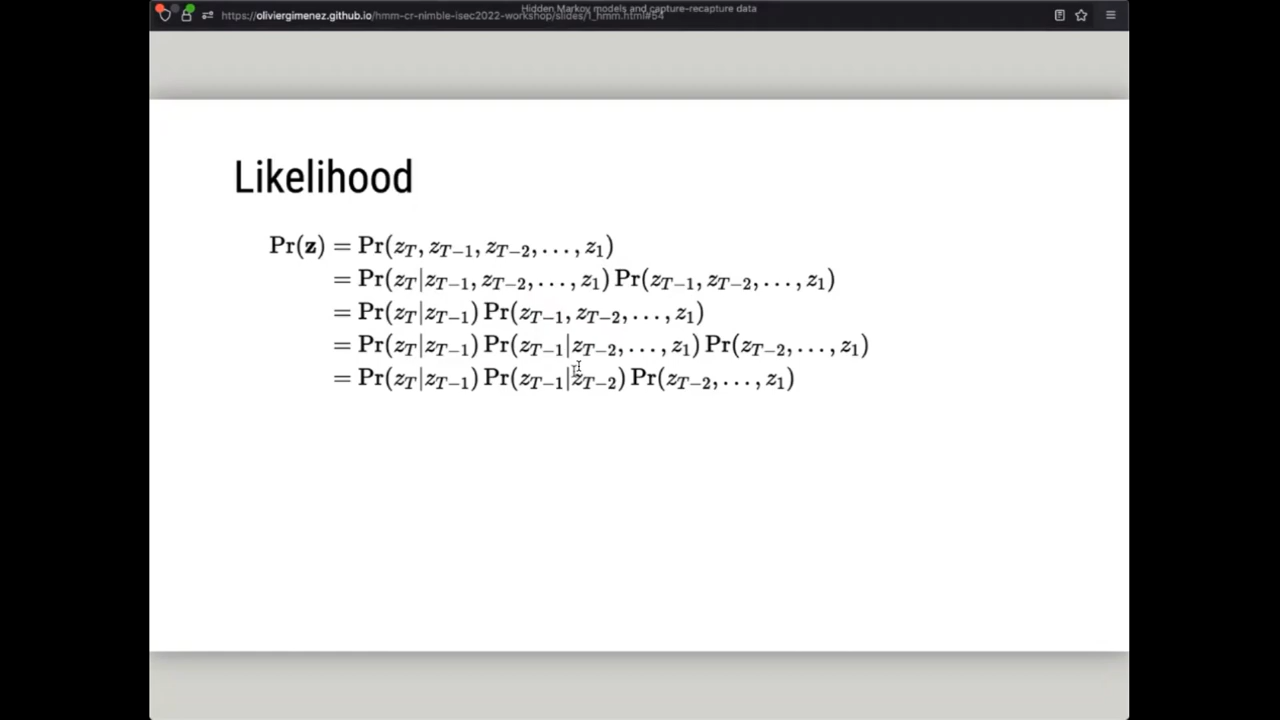 Hidden Markov models and capture-recapture data
https://oliviergimenez.github.io/hmm-cr-nimble-isec2022-workshop/slides/1_hmm.html#54
Likelihood
Pr(z) = Pr(z_T, z_{T−1}, z_{T−2}, …, z_1)
= Pr(z_T|z_{T−1}, z_{T−2}, …, z_1) Pr(z_{T−1}, z_{T−2}, …, z_1)
= Pr(z_T|z_{T−1}) Pr(z_{T−1}, z_{T−2}, …, z_1)
= Pr(z_T|z_{T−1}) Pr(z_{T−1}|z_{T−2}, …, z_1) Pr(z_{T−2}, …, z_1)
= Pr(z_T|z_{T−1}) Pr(z_{T−1}|z_{T−2}) Pr(z_{T−2}, …, z_1)